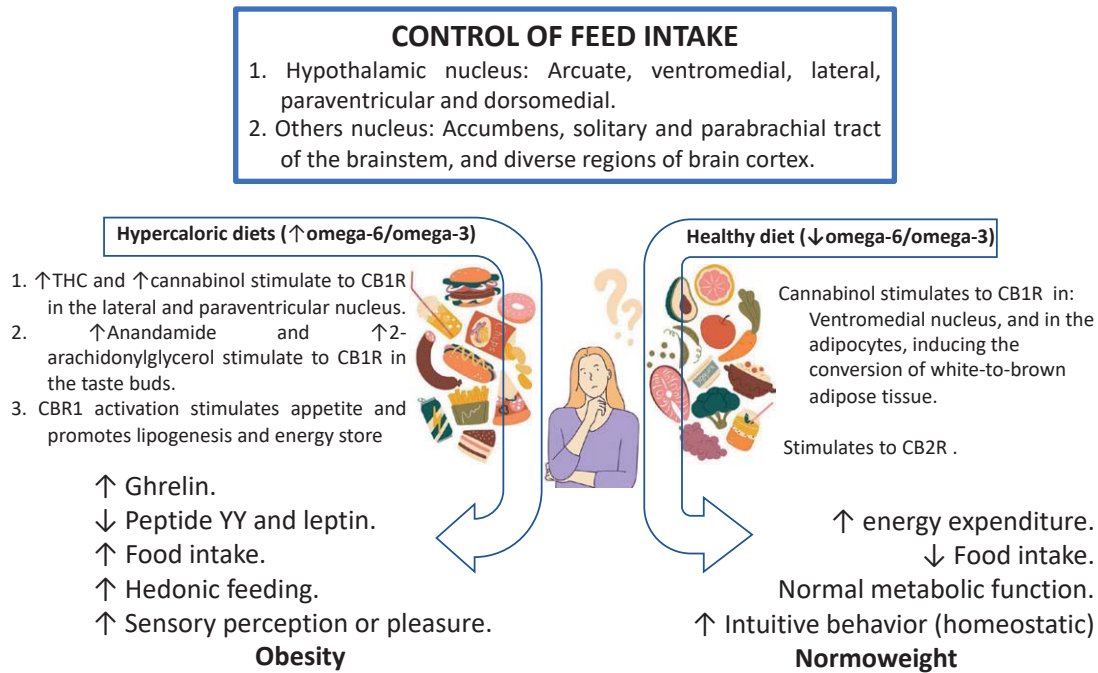 CONTROL OF FEED INTAKE
1. Hypothalamic nucleus: Arcuate, ventromedial, lateral,
paraventricular and dorsomedial.
2. Others nucleus: Accumbens, solitary and parabrachial tract
of the brainstem, and diverse regions of brain cortex.
Hypercaloric diets (↑omega-6/omega-3)
1. ↑THC and ↑cannabinol stimulate to CB1R
in the lateral and paraventricular nucleus.
2. ↑Anandamide and ↑2-
arachidonylglycerol stimulate to CB1R in
the taste buds.
3. CBR1 activation stimulates appetite and
promotes lipogenesis and energy store
↑ Ghrelin.
↓ Peptide YY and leptin.
↑ Food intake.
↑ Hedonic feeding.
↑ Sensory perception or pleasure.
Obesity
Healthy diet (↓omega-6/omega-3)
Cannabinol stimulates to CB1R in:
Ventromedial nucleus, and in the
adipocytes, inducing the
conversion of white-to-brown
adipose tissue.
Stimulates to CB2R .
↑ energy expenditure.
↓ Food intake.
Normal metabolic function.
↑ Intuitive behavior (homeostatic)
Normoweight